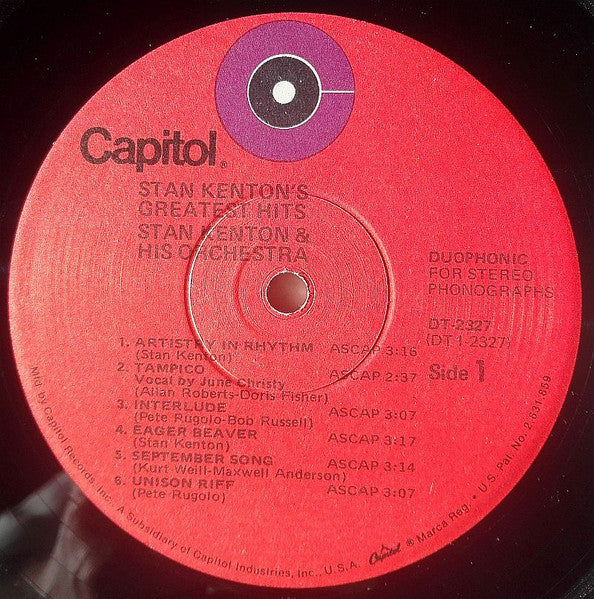 Capitol®
STAN KENTON'S
GREATEST HITS
STAN KENTON &
HIS ORCHESTRA
DUOPHONIC
FOR STEREO
PHONOGRAPHS
DT-2327
(DT1-2327)
Side 1
1. ARTISTRY IN RHYTHM ASCAP 3:16
(Stan Kenton)
2. TAMPICO ASCAP 2:37
Vocal by June Christy
(Allan Roberts-Doris Fisher)
3. INTERLUDE ASCAP 3:07
(Pete Rugolo-Bob Russell)
4. EAGER BEAVER ASCAP 3:17
(Stan Kenton)
5. SEPTEMBER SONG ASCAP 3:14
(Kurt Weill-Maxwell Anderson)
6. UNISON RIFF ASCAP 3:07
(Pete Rugolo)
Mfd by Capitol Records, Inc. A Subsidiary of Capitol Industries, Inc., U.S.A. Capitol ® Marca Reg. • U.S. Pat. No. 2,631,859